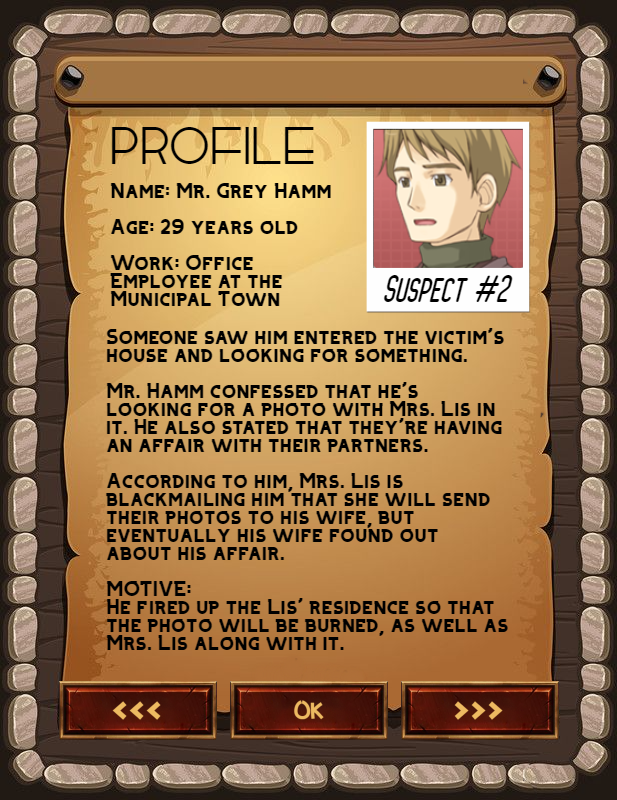 PROFILE
Name: Mr. Grey Hamm
Age: 29 years old
Work: Office
Employee at the
Municipal Town
SUSPECT #2
Someone saw him entered the victim's
house and looking for something.
Mr. Hamm confessed that he's
looking for a photo with Mrs. Lis in
it. He also stated that they're having
an affair with their partners.
According to him, Mrs. Lis is
blackmailing him that she will send
their photos to his wife, but
eventually his wife found out
about his affair.
MOTIVE:
He fired up the Lis' residence so that
the photo will be burned, as well as
Mrs. Lis along with it.
<<< OK >>>